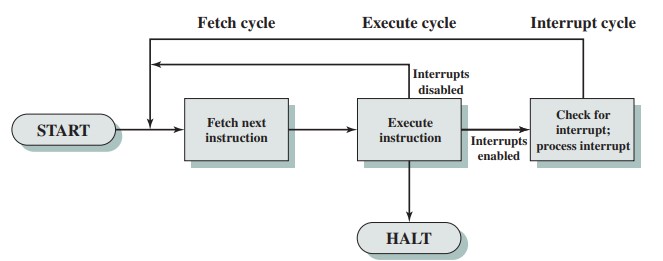 Fetch cycle
Execute cycle
Interrupt cycle
Interrupts
disabled
START
Fetch next
instruction
Execute
instruction
Interrupts
enabled
Check for
interrupt;
process interrupt
HALT